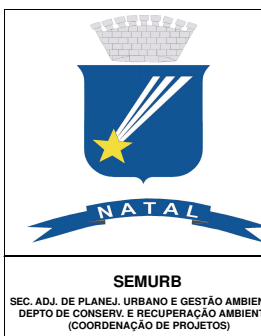 NATAL
SEMURB
SEC. ADJ. DE PLANEJ. URBANO E GESTÃO AMBIEN
DEPTO DE CONSERV. E RECUPERAÇÃO AMBIENT
(COORDENAÇÃO DE PROJETOS)